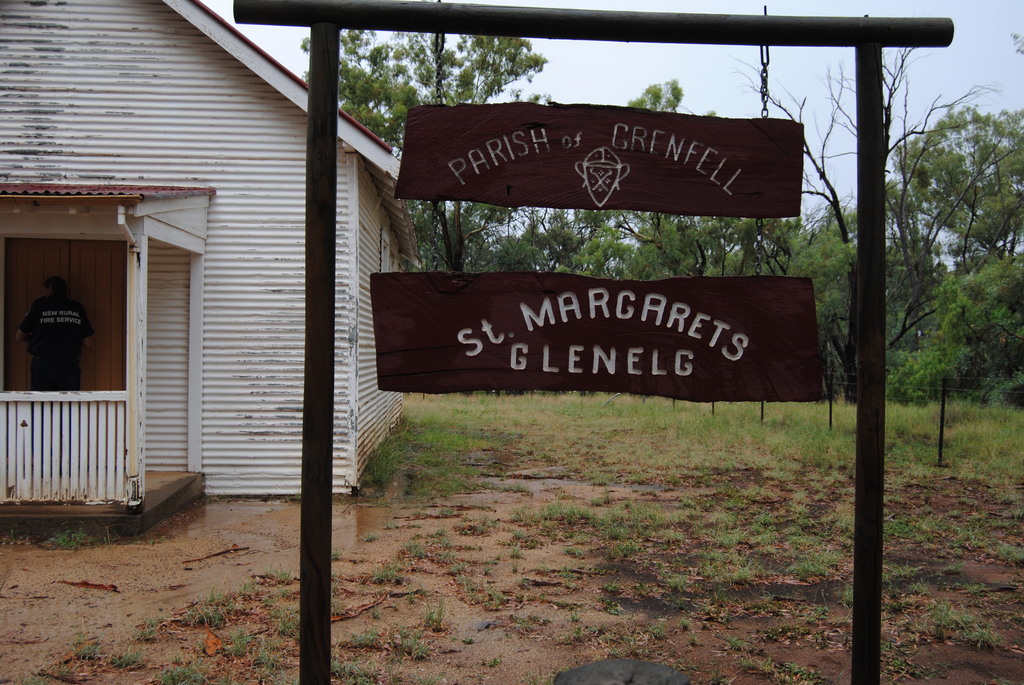 PARISH of GRENFELL
St. MARGARETS
GLENELG
NSW RURAL
FIRE SERVICE